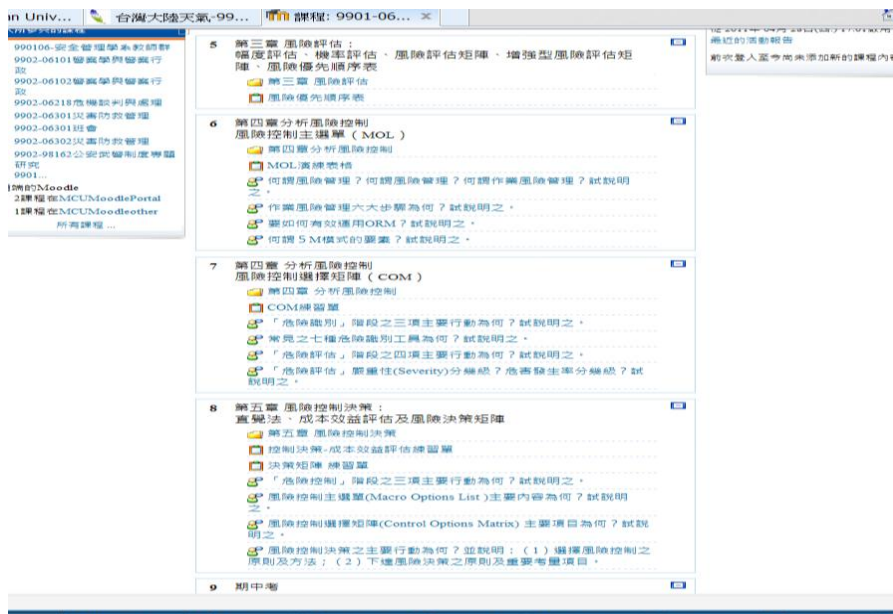 n Univ...
台灣大陸天氣-99...
課程: 9901-06...
990106-安全管理學系教師群
9902-06101警察學與警察行政
9902-06102警察學與警察行政
9902-06218危機談判與處理
9902-06301災害防救管理
9902-06301班會
9902-06302災害防救管理
9902-98162公安武警制度專題研究
9901...
端的Moodle
2課程在MCUMoodlePortal
1課程在MCUMoodleother
所有課程 ...
5 第三章 風險評估：
幅度評估、機率評估、風險評估矩陣、增強型風險評估矩
陣、風險優先順序表
第三章 風險評估
風險優先順序表
6 第四章分析風險控制
風險控制主選單（MOL）
第四章分析風險控制
MOL演練表格
何謂風險管理？何謂風險管理？何謂作業風險管理？試說明
之。
作業風險管理六大步驟為何？試說明之。
要如何有效運用ORM？試說明之。
何謂５M模式的要素？試說明之。
7 第四章 分析風險控制
風險控制選擇矩陣（COM）
第四章 分析風險控制
COM練習單
「危險識別」階段之三項主要行動為何？試說明之。
常見之七種危險識別工具為何？試說明之。
「危險評估」階段之四項主要行動為何？試說明之。
「危險評估」嚴重性(Severity)分幾級？危害發生率分幾級？試
說明之。
8 第五章 風險控制決策：
直覺法、成本效益評估及風險決策矩陣
第五章 風險控制決策
控制決策-成本效益評估練習單
決策矩陣 練習單
「危險控制」階段之三項主要行動為何？試說明之。
風險控制主選單(Macro Options List )主要內容為何？試說明
之。
風險控制選擇矩陣(Control Options Matrix) 主要項目為何？試說
明之。
風險控制決策之主要行動為何？並說明：（1）選擇風險控制之
原則及方法；（2）下達風險決策之原則及重要考量項目。
9 期中考
最近的活動報告
前次登入至今尚未添加新的課程內容